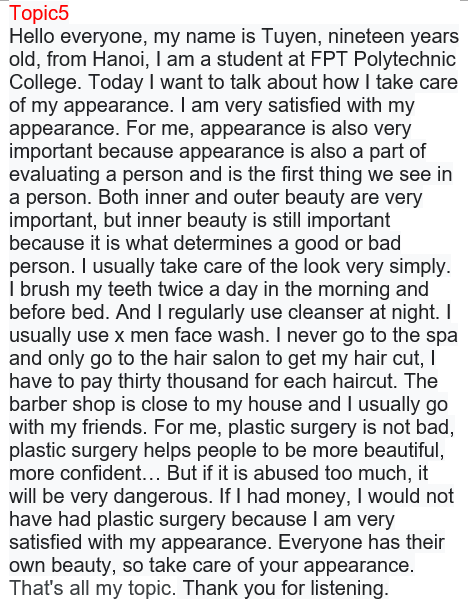 Topic5
Hello everyone, my name is Tuyen, nineteen years
old, from Hanoi, I am a student at FPT Polytechnic
College. Today I want to talk about how I take care
of my appearance. I am very satisfied with my
appearance. For me, appearance is also very
important because appearance is also a part of
evaluating a person and is the first thing we see in
a person. Both inner and outer beauty are very
important, but inner beauty is still important
because it is what determines a good or bad
person. I usually take care of the look very simply.
I brush my teeth twice a day in the morning and
before bed. And I regularly use cleanser at night. I
usually use x men face wash. I never go to the spa
and only go to the hair salon to get my hair cut, I
have to pay thirty thousand for each haircut. The
barber shop is close to my house and I usually go
with my friends. For me, plastic surgery is not bad,
plastic surgery helps people to be more beautiful,
more confident… But if it is abused too much, it
will be very dangerous. If I had money, I would not
have had plastic surgery because I am very
satisfied with my appearance. Everyone has their
own beauty, so take care of your appearance.
That's all my topic. Thank you for listening.